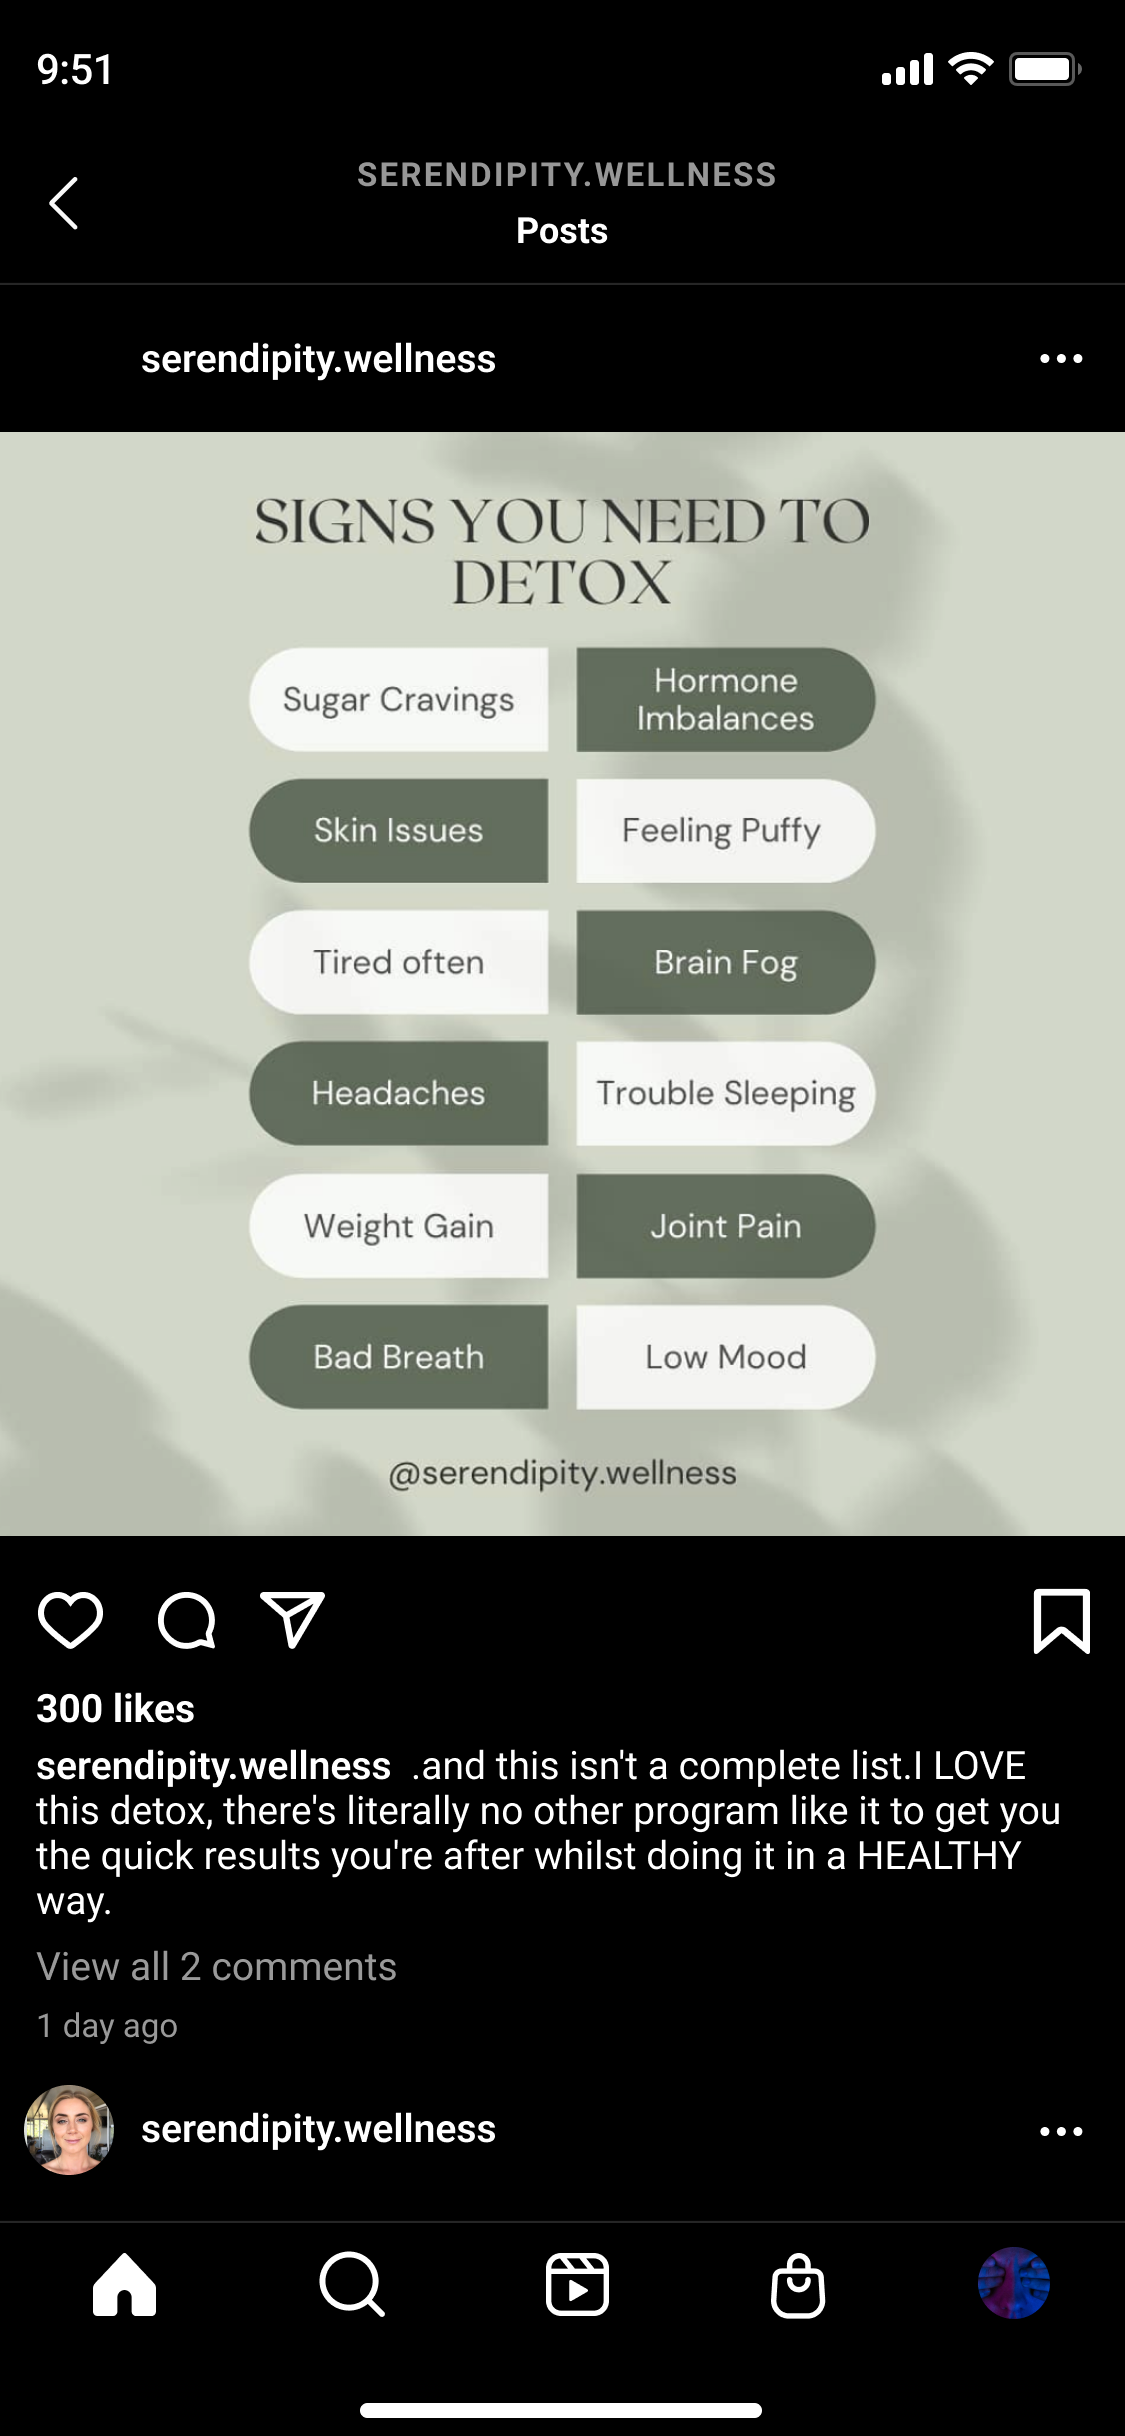 9:51
SERENDIPITY.WELLNESS
Posts
serendipity.wellness
SIGNS YOU NEED TO
DETOX
Sugar Cravings
Hormone
Imbalances
Skin Issues
Feeling Puffy
Tired often
Brain Fog
Headaches
Trouble Sleeping
Weight Gain
Joint Pain
Bad Breath
Low Mood
@serendipity.wellness
300 likes
serendipity.wellness .and this isn't a complete list.I LOVE
this detox, there's literally no other program like it to get you
the quick results you're after whilst doing it in a HEALTHY
way.
View all 2 comments
1 day ago
serendipity.wellness